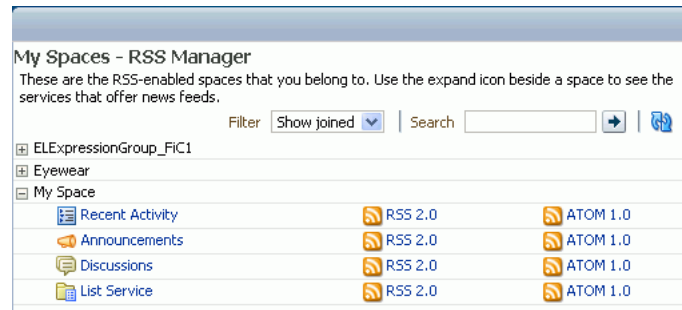 My Spaces - RSS Manager
These are the RSS-enabled spaces that you belong to. Use the expand icon beside a space to see the
services that offer news feeds.
Filter Show joined Search
ELExpressionGroup_FiC1
Eyewear
My Space
Recent Activity RSS 2.0 ATOM 1.0
Announcements RSS 2.0 ATOM 1.0
Discussions RSS 2.0 ATOM 1.0
List Service RSS 2.0 ATOM 1.0